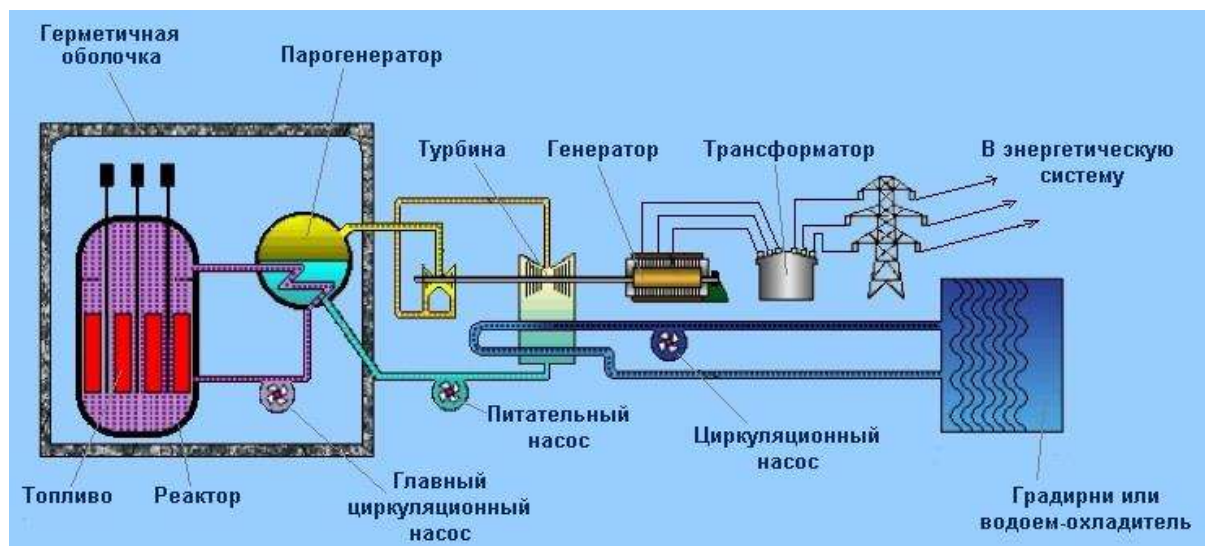 Герметичная
оболочка
Парогенератор
Турбина
Генератор
Трансформатор
В энергетическую
систему
Питательный
насос
Циркуляционный
насос
Топливо
Реактор
Главный
циркуляционный
насос
Градирни или
водоем-охладитель